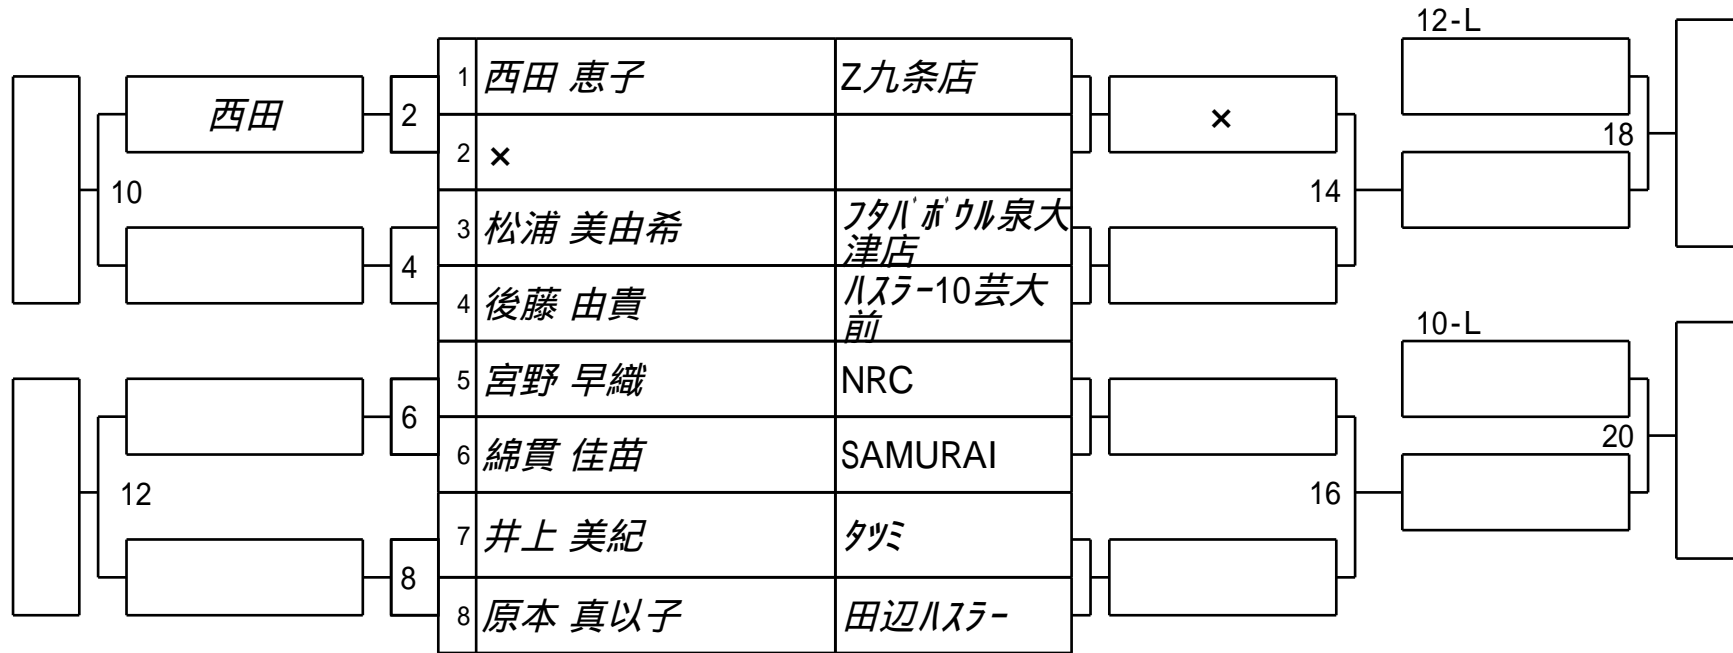 12-L
1 西田 恵子 Z九条店
西田 2 ×
18
2 ×
10 14
3 松浦 美由希 フタバボウル泉大
津店
4
4 後藤 由貴 ハスラー10芸大
前
10-L
5 宮野 早織 NRC
6
20
6 綿貫 佳苗 SAMURAI
12 16
7 井上 美紀 タツミ
8
8 原本 真以子 田辺ハスラー